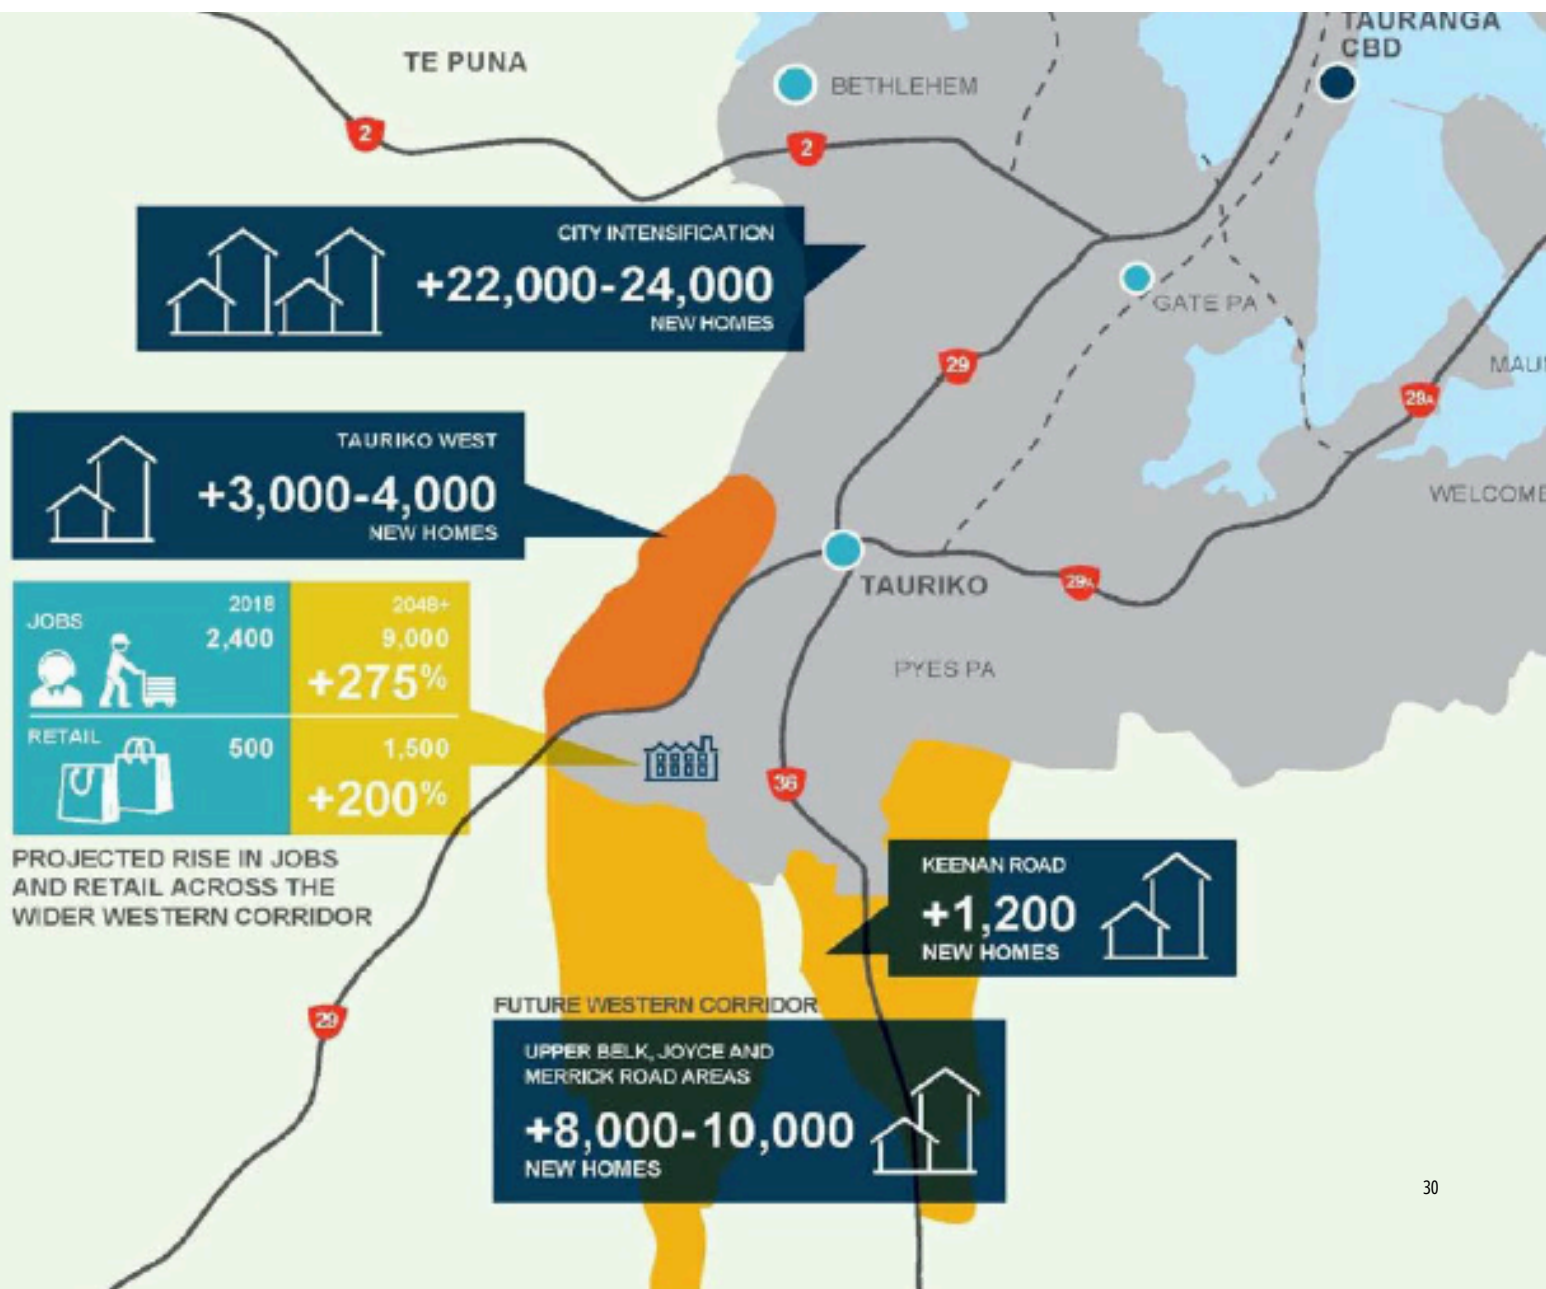 TAURANGA
CBD
TE PUNA
BETHLEHEM
2
2
CITY INTENSIFICATION
+22,000-24,000
NEW HOMES
GATE PA
29
29A
TAURIKO WEST
+3,000-4,000
NEW HOMES
TAURIKO
29A
PYES PA
JOBS
2018
2048+
2,400
9,000
+275%
RETAIL
500
1,500
+200%
36
PROJECTED RISE IN JOBS
AND RETAIL ACROSS THE
WIDER WESTERN CORRIDOR
KEENAN ROAD
+1,200
NEW HOMES
29
FUTURE WESTERN CORRIDOR
UPPER BELK, JOYCE AND
MERRICK ROAD AREAS
+8,000-10,000
NEW HOMES
WELCOME
30